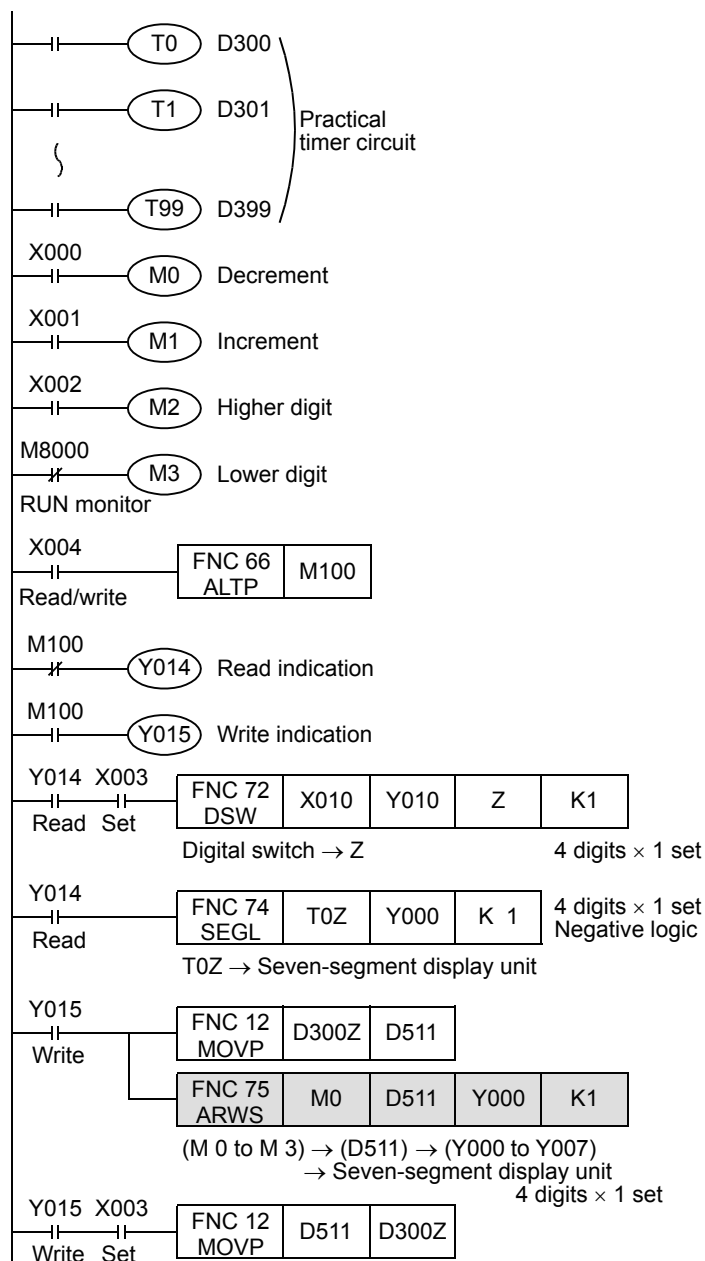 T0 D300
T1 D301
Practical
timer circuit
T99 D399
X000
M0 Decrement
X001
M1 Increment
X002
M2 Higher digit
M8000
M3 Lower digit
RUN monitor
X004
FNC 66
ALTP M100
Read/write
M100
Y014 Read indication
M100
Y015 Write indication
Y014 X003
FNC 72
DSW X010 Y010 Z K1
Read Set
Digital switch → Z 4 digits × 1 set
Y014
FNC 74
SEGL T0Z Y000 K 1
4 digits × 1 set
Negative logic
Read
T0Z → Seven-segment display unit
Y015
FNC 12
MOVP D300Z D511
Write
FNC 75
ARWS M0 D511 Y000 K1
(M 0 to M 3) → (D511) → (Y000 to Y007)
→ Seven-segment display unit
4 digits × 1 set
Y015 X003
FNC 12
MOVP D511 D300Z
Write Set